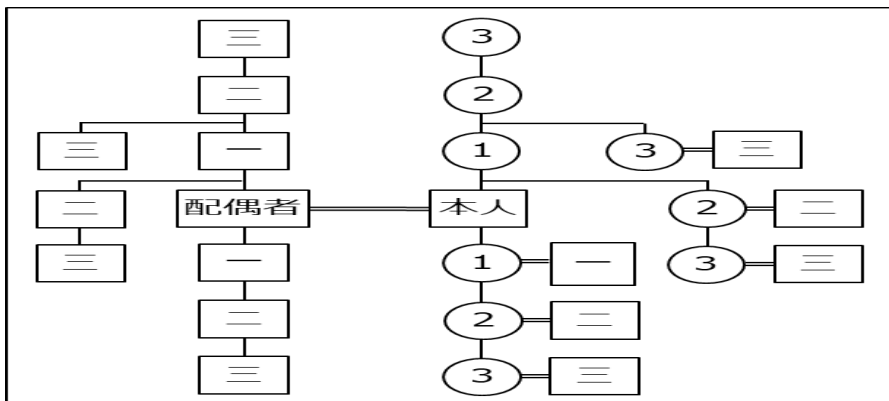 三 3
二 2
三 一 1 3 三
二 配偶者 本人 2 二
三 一 1 一 3 三
二 2 二
三 3 三